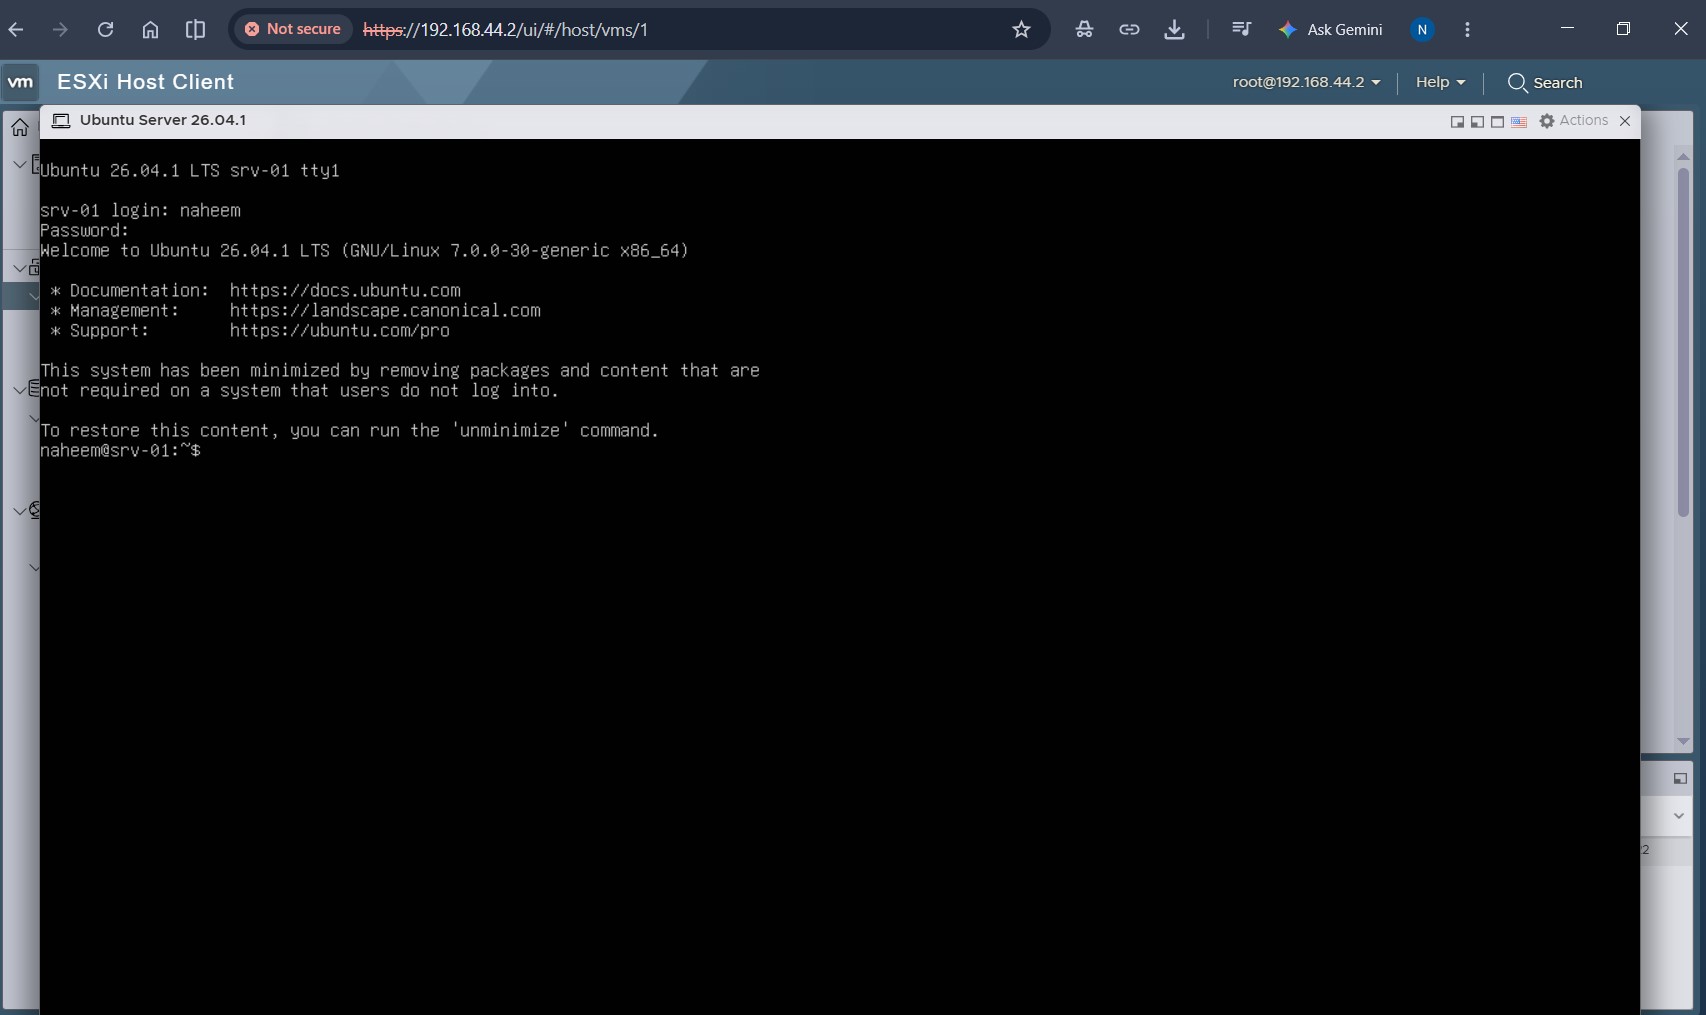 Not secure
https://192.168.44.2/ui/#/host/vms/1
Ask Gemini
N
vm
ESXi Host Client
root@192.168.44.2
Help
Search
Ubuntu Server 26.04.1
Actions
Ubuntu 26.04.1 LTS srv-01 tty1
srv-01 login: naheem
Password:
Welcome to Ubuntu 26.04.1 LTS (GNU/Linux 7.0.0-30-generic x86_64)
* Documentation:  https://docs.ubuntu.com
* Management:     https://landscape.canonical.com
* Support:        https://ubuntu.com/pro
This system has been minimized by removing packages and content that are
not required on a system that users do not log into.
To restore this content, you can run the 'unminimize' command.
naheem@srv-01:~$